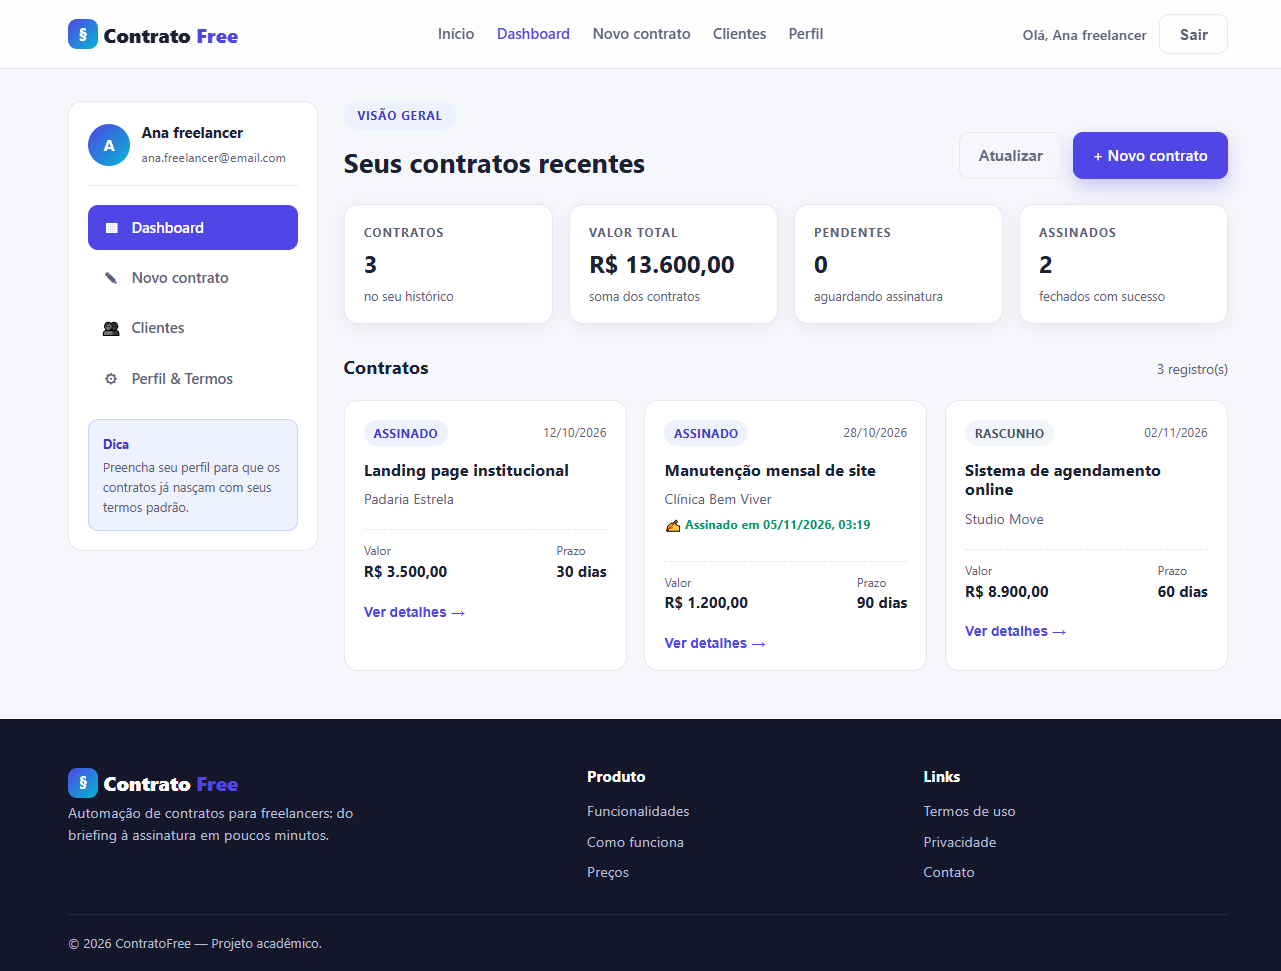 § Contrato Free
Início Dashboard Novo contrato Clientes Perfil
Olá, Ana freelancer Sair
A
Ana freelancer
ana.freelancer@email.com
Dashboard
Novo contrato
Clientes
Perfil & Termos
Dica
Preencha seu perfil para que os
contratos já nasçam com seus
termos padrão.
VISÃO GERAL
Seus contratos recentes
Atualizar + Novo contrato
CONTRATOS
3
no seu histórico
VALOR TOTAL
R$ 13.600,00
soma dos contratos
PENDENTES
0
aguardando assinatura
ASSINADOS
2
fechados com sucesso
Contratos
3 registro(s)
ASSINADO 12/10/2026
Landing page institucional
Padaria Estrela
Valor Prazo
R$ 3.500,00 30 dias
Ver detalhes →
ASSINADO 28/10/2026
Manutenção mensal de site
Clínica Bem Viver
✍ Assinado em 05/11/2026, 03:19
Valor Prazo
R$ 1.200,00 90 dias
Ver detalhes →
RASCUNHO 02/11/2026
Sistema de agendamento
online
Studio Move
Valor Prazo
R$ 8.900,00 60 dias
Ver detalhes →
§ Contrato Free
Automação de contratos para freelancers: do
briefing à assinatura em poucos minutos.
Produto
Funcionalidades
Como funciona
Preços
Links
Termos de uso
Privacidade
Contato
© 2026 ContratoFree — Projeto acadêmico.